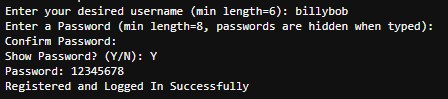 Enter your desired username (min length=6): billybob
Enter a Password (min length=8, passwords are hidden when typed):
Confirm Password:
Show Password? (Y/N): Y
Password: 12345678
Registered and Logged In Successfully